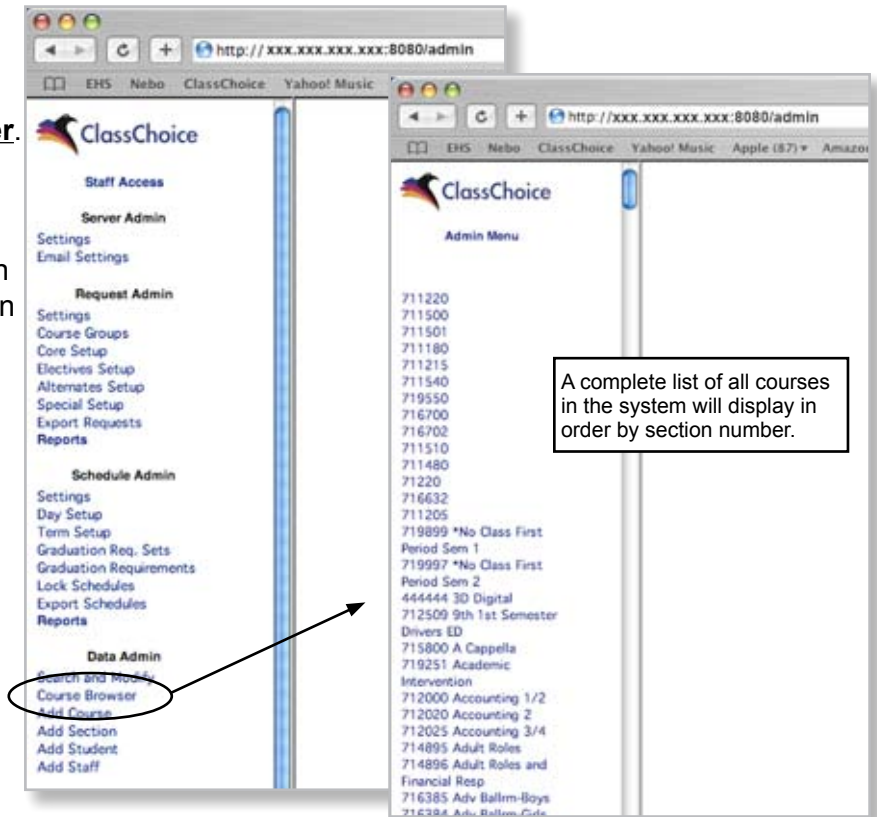 er.
n
n
http://xxx.xxx.xxx.xxx:8080/admin
EHS Nebo ClassChoice Yahoo! Music
ClassChoice
Staff Access
Server Admin
Settings
Email Settings
Request Admin
Settings
Course Groups
Core Setup
Electives Setup
Alternates Setup
Special Setup
Export Requests
Reports
Schedule Admin
Settings
Day Setup
Term Setup
Graduation Req. Sets
Graduation Requirements
Lock Schedules
Export Schedules
Reports
Data Admin
Search and Modify
Course Browser
Add Course
Add Section
Add Student
Add Staff
http://xxx.xxx.xxx.xxx:8080/admin
EHS Nebo ClassChoice Yahoo! Music Apple (87) Amazo
ClassChoice
Admin Menu
711220
711500
711501
711180
711215
711540
719550
716700
716702
711510
711480
71220
716632
711205
719899 *No Class First
Period Sem 1
719997 *No Class First
Period Sem 2
444444 3D Digital
712509 9th 1st Semester
Drivers ED
715800 A Cappella
719251 Academic
Intervention
712000 Accounting 1/2
712020 Accounting 2
712025 Accounting 3/4
714895 Adult Roles
714896 Adult Roles and
Financial Resp
716385 Adv Ballrm-Boys
716384 Adv Ballrm-Girls
A complete list of all courses
in the system will display in
order by section number.